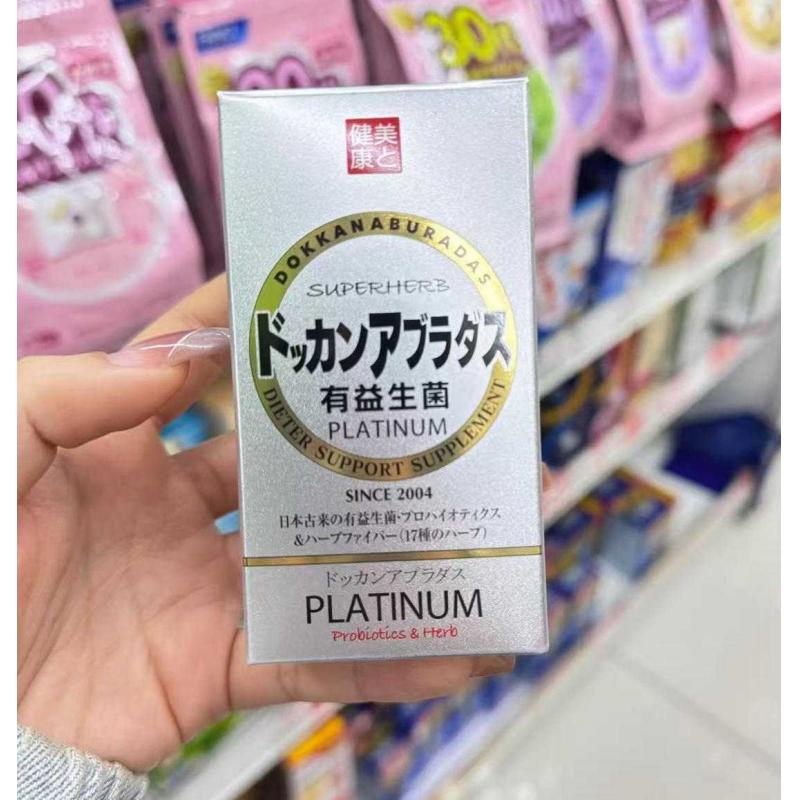 美と
健康
DOKKANABURADAS
SUPERHERB
ドッカンアブラダス
有益生菌
PLATINUM
DIETER SUPPORT SUPPLEMENT
SINCE 2004
日本古来の有益生菌・プロバイオティクス
&ハーブファイバー(17種のハーブ)
ドッカンアブラダス
PLATINUM
Probiotics & Herb
30代